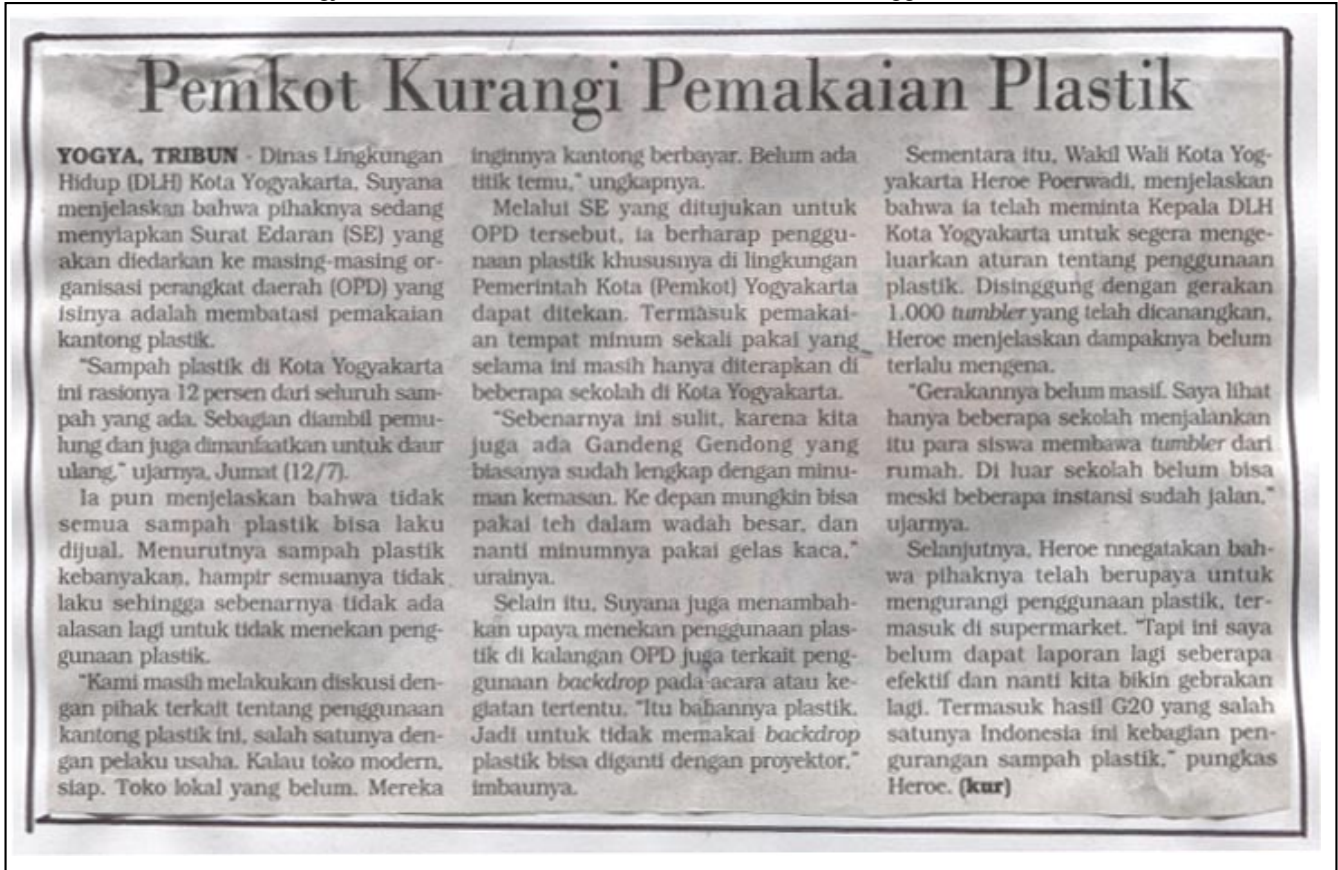 Pemkot Kurangi Pemakaian Plastik
YOGYA, TRIBUN - Dinas Lingkungan
Hidup (DLH) Kota Yogyakarta, Suyana
menjelaskan bahwa pihaknya sedang
menyiapkan Surat Edaran (SE) yang
akan diedarkan ke masing-masing or-
ganisasi perangkat daerah (OPD) yang
isinya adalah membatasi pemakaian
kantong plastik.
"Sampah plastik di Kota Yogyakarta
ini rasionya 12 persen dari seluruh sam-
pah yang ada. Sebagian diambil pemu-
lung dan juga dimanfaatkan untuk daur
ulang," ujarnya, Jumat (12/7).
Ia pun menjelaskan bahwa tidak
semua sampah plastik bisa laku
dijual. Menurutnya sampah plastik
kebanyakan, hampir semuanya tidak
laku sehingga sebenarnya tidak ada
alasan lagi untuk tidak menekan peng-
gunaan plastik.
"Kami masih melakukan diskusi den-
gan pihak terkait tentang penggunaan
kantong plastik ini, salah satunya den-
gan pelaku usaha. Kalau toko modern,
siap. Toko lokal yang belum. Mereka
inginnya kantong berbayar. Belum ada
titik temu," ungkapnya.
Melalui SE yang ditujukan untuk
OPD tersebut, ia berharap penggu-
naan plastik khususnya di lingkungan
Pemerintah Kota (Pemkot) Yogyakarta
dapat ditekan. Termasuk pemakai-
an tempat minum sekali pakai yang
selama ini masih hanya diterapkan di
beberapa sekolah di Kota Yogyakarta.
"Sebenarnya ini sulit, karena kita
juga ada Gandeng Gendong yang
biasanya sudah lengkap dengan minu-
man kemasan. Ke depan mungkin bisa
pakai teh dalam wadah besar, dan
nanti minumnya pakai gelas kaca,"
urainya.
Selain itu, Suyana juga menambah-
kan upaya menekan penggunaan plas-
tik di kalangan OPD juga terkait peng-
gunaan backdrop pada acara atau ke-
giatan tertentu. "Itu bahannya plastik.
Jadi untuk tidak memakai backdrop
plastik bisa diganti dengan proyektor,"
imbaunya.
Sementara itu, Wakil Wali Kota Yog-
yakarta Heroe Poerwadi, menjelaskan
bahwa ia telah meminta Kepala DLH
Kota Yogyakarta untuk segera menge-
luarkan aturan tentang penggunaan
plastik. Disinggung dengan gerakan
1.000 tumbler yang telah dicanangkan,
Heroe menjelaskan dampaknya belum
terlalu mengena.
"Gerakannya belum masif. Saya lihat
hanya beberapa sekolah menjalankan
itu para siswa membawa tumbler dari
rumah. Di luar sekolah belum bisa
meski beberapa instansi sudah jalan,"
ujarnya.
Selanjutnya, Heroe nnegatakan bah-
wa pihaknya telah berupaya untuk
mengurangi penggunaan plastik, ter-
masuk di supermarket. "Tapi ini saya
belum dapat laporan lagi seberapa
efektif dan nanti kita bikin gebrakan
lagi. Termasuk hasil G20 yang salah
satunya Indonesia ini kebagian pen-
gurangan sampah plastik," pungkas
Heroe. (kur)